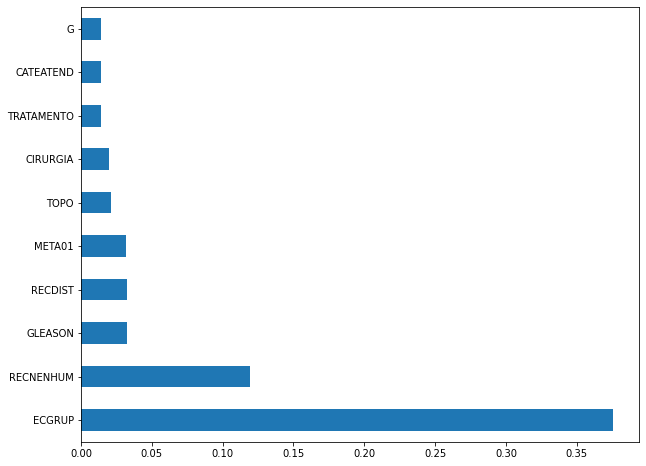 G
CATEATEND
TRATAMENTO
CIRURGIA
TOPO
META01
RECDIST
GLEASON
RECNENHUM
ECGRUP
0.00 0.05 0.10 0.15 0.20 0.25 0.30 0.35